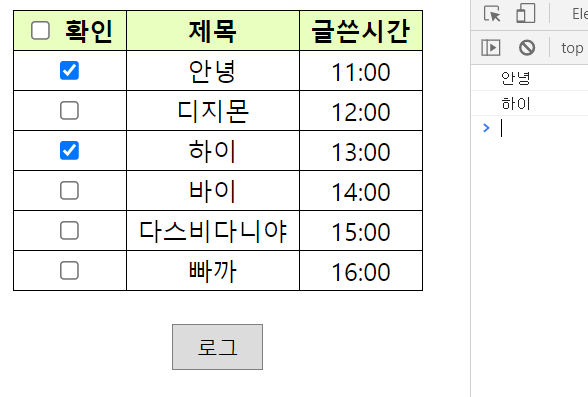 확인 제목 글쓴시간
안녕 11:00
디지몬 12:00
하이 13:00
바이 14:00
다스비다니야 15:00
빠까 16:00
로그
Ele
top
안녕
하이